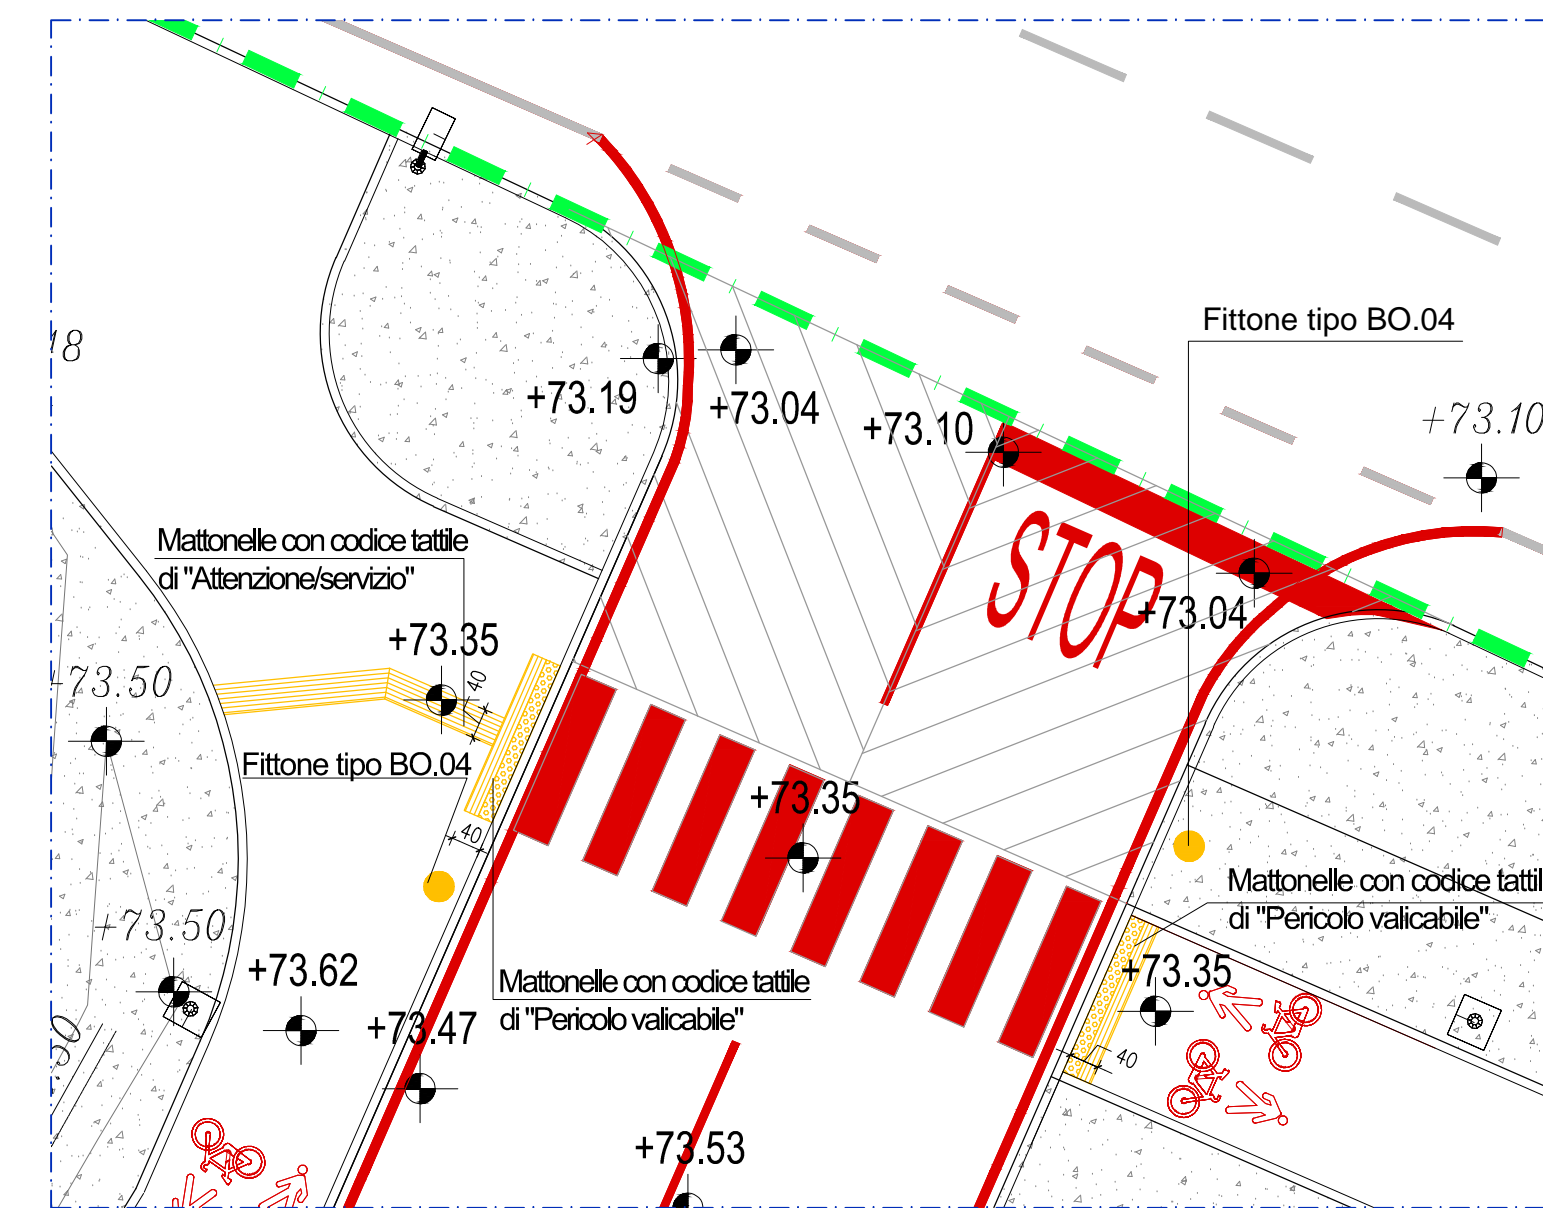 Fittone tipo BO.04
18
+73.19
+73.04
+73.10
+73.10
Mattonelle con codice tattile
di "Attenzione/servizio"
STOP
+73.04
+73.35
40
-73.50
Fittone tipo BO.04
+73.35
40
Mattonelle con codice tattil
di "Pericolo valicabile"
+73.50
+73.62
+73.35
Mattonelle con codice tattile
di "Pericolo valicabile"
+73.47
40
.50
+73.53